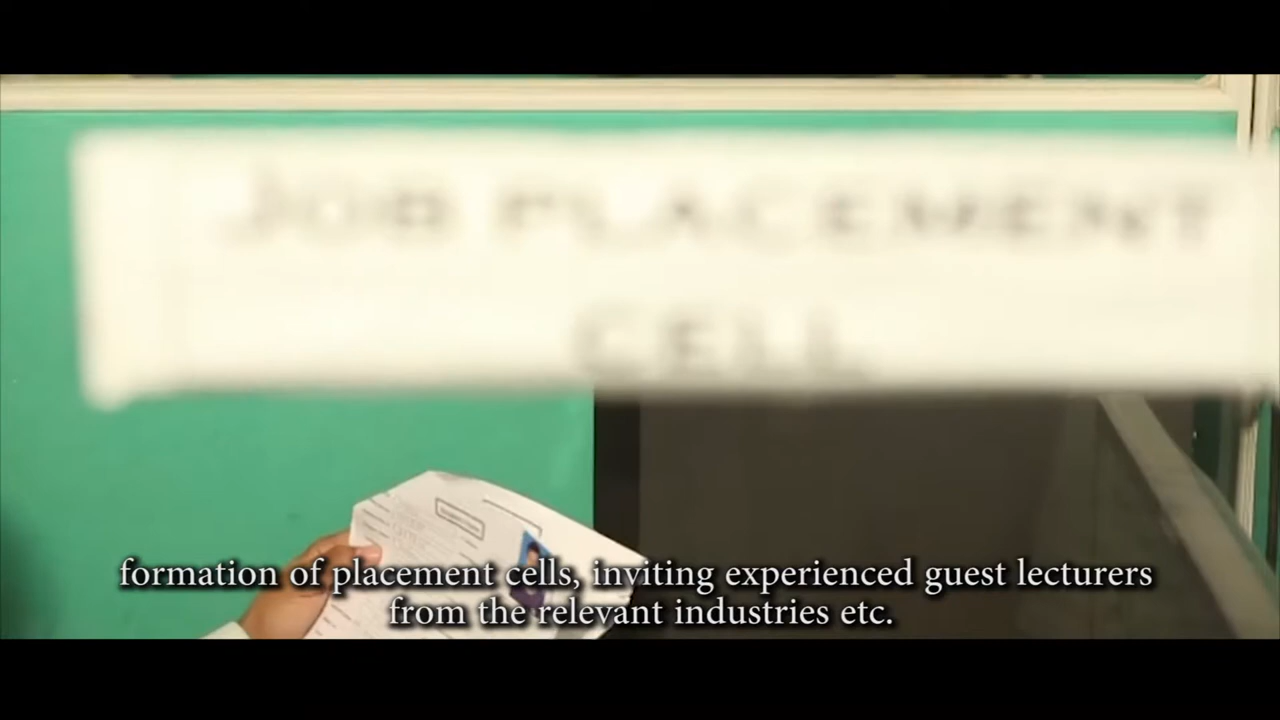 JOB PLACEMENT
CELL
formation of placement cells, inviting experienced guest lecturers
from the relevant industries etc.